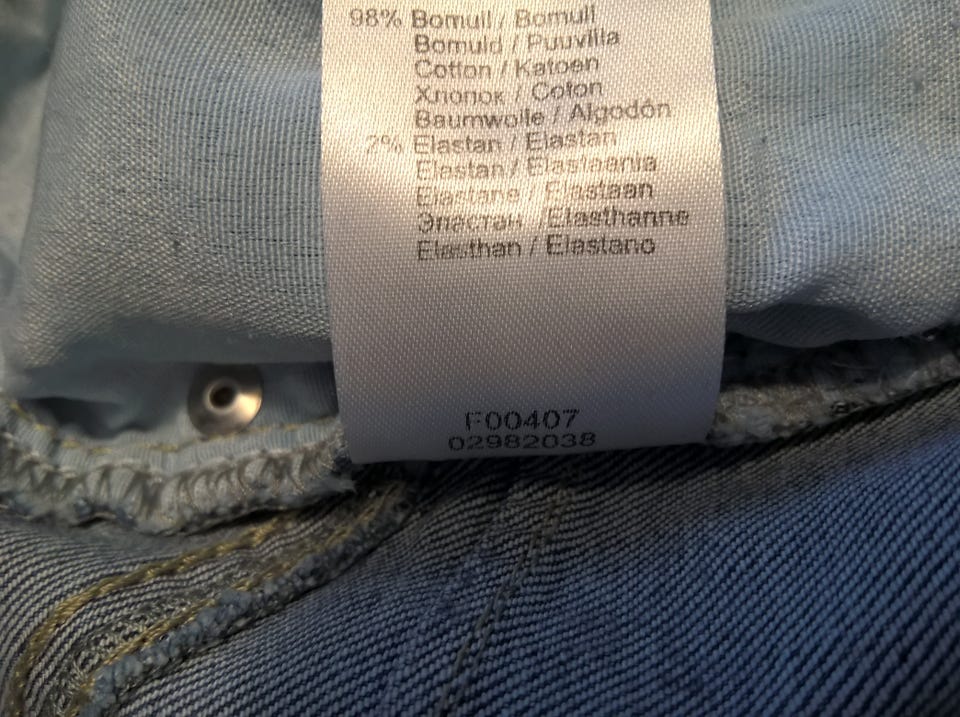 98% Bomull / Bomull
Bomuld / Puuvilla
Cotton / Katoen
Хлопок / Coton
Baumwolle / Algodón
2% Elastan / Elastan
Elastan / Elastaania
Elastane / Elastaan
Эластан / Elasthanne
Elasthan / Elastano
F00407
02982038